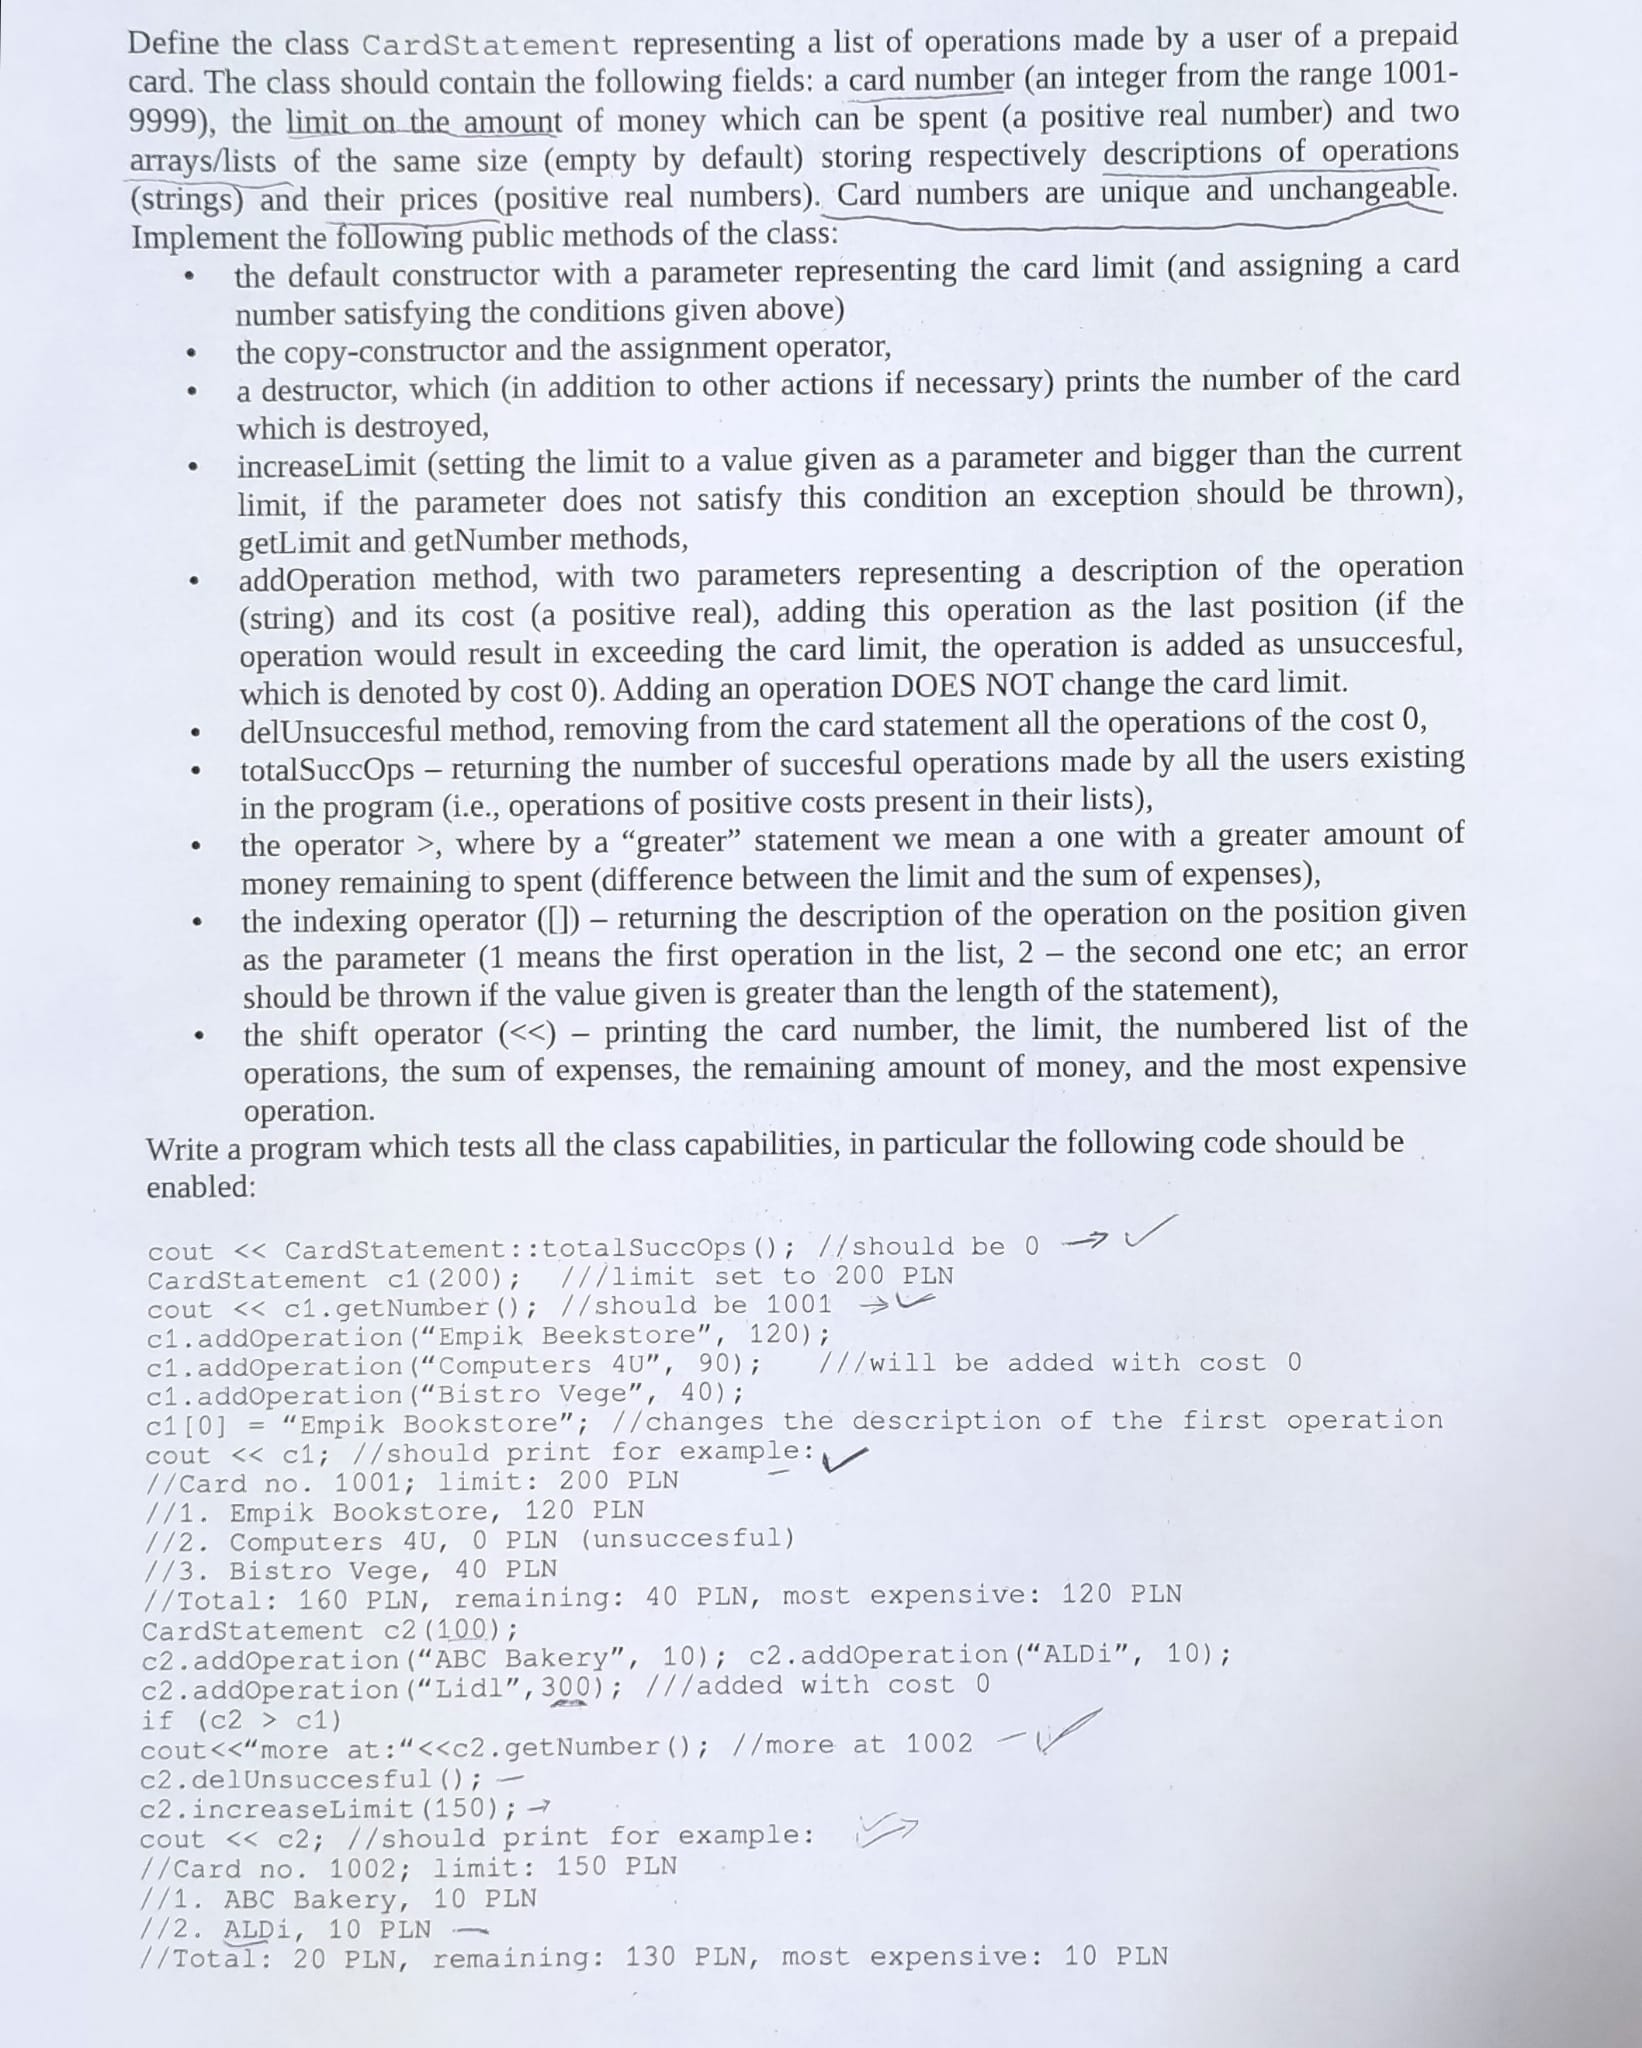 Define the class CardStatement representing a list of operations made by a user of a prepaid
card. The class should contain the following fields: a card number (an integer from the range 1001-
9999), the limit on the amount of money which can be spent (a positive real number) and two
arrays/lists of the same size (empty by default) storing respectively descriptions of operations
(strings) and their prices (positive real numbers). Card numbers are unique and unchangeable.
Implement the following public methods of the class:
• the default constructor with a parameter representing the card limit (and assigning a card
number satisfying the conditions given above)
• the copy-constructor and the assignment operator,
• a destructor, which (in addition to other actions if necessary) prints the number of the card
which is destroyed,
• increaseLimit (setting the limit to a value given as a parameter and bigger than the current
limit, if the parameter does not satisfy this condition an exception should be thrown),
getLimit and getNumber methods,
• addOperation method, with two parameters representing a description of the operation
(string) and its cost (a positive real), adding this operation as the last position (if the
operation would result in exceeding the card limit, the operation is added as unsuccesful,
which is denoted by cost 0). Adding an operation DOES NOT change the card limit.
• delUnsuccesful method, removing from the card statement all the operations of the cost 0,
• totalSuccOps – returning the number of succesful operations made by all the users existing
in the program (i.e., operations of positive costs present in their lists),
• the operator >, where by a “greater” statement we mean a one with a greater amount of
money remaining to spent (difference between the limit and the sum of expenses),
• the indexing operator ([]) – returning the description of the operation on the position given
as the parameter (1 means the first operation in the list, 2 – the second one etc; an error
should be thrown if the value given is greater than the length of the statement),
• the shift operator (<<) – printing the card number, the limit, the numbered list of the
operations, the sum of expenses, the remaining amount of money, and the most expensive
operation.
Write a program which tests all the class capabilities, in particular the following code should be
enabled:
cout << CardStatement::totalSuccOps(); //should be 0
CardStatement c1(200); ///limit set to 200 PLN
cout << c1.getNumber(); //should be 1001
c1.addOperation(“Empik Beekstore”, 120);
c1.addOperation(“Computers 4U”, 90); ///will be added with cost 0
c1.addOperation(“Bistro Vege”, 40);
c1[0] = “Empik Bookstore”; //changes the description of the first operation
cout << c1; //should print for example:
//Card no. 1001; limit: 200 PLN
//1. Empik Bookstore, 120 PLN
//2. Computers 4U, 0 PLN (unsuccesful)
//3. Bistro Vege, 40 PLN
//Total: 160 PLN, remaining: 40 PLN, most expensive: 120 PLN
CardStatement c2(100);
c2.addOperation(“ABC Bakery”, 10); c2.addOperation(“ALDi”, 10);
c2.addOperation(“Lidl”,300); ///added with cost 0
if (c2 > c1)
cout<<“more at:“<<c2.getNumber(); //more at 1002
c2.delUnsuccesful();
c2.increaseLimit(150);
cout << c2; //should print for example:
//Card no. 1002; limit: 150 PLN
//1. ABC Bakery, 10 PLN
//2. ALDi, 10 PLN
//Total: 20 PLN, remaining: 130 PLN, most expensive: 10 PLN